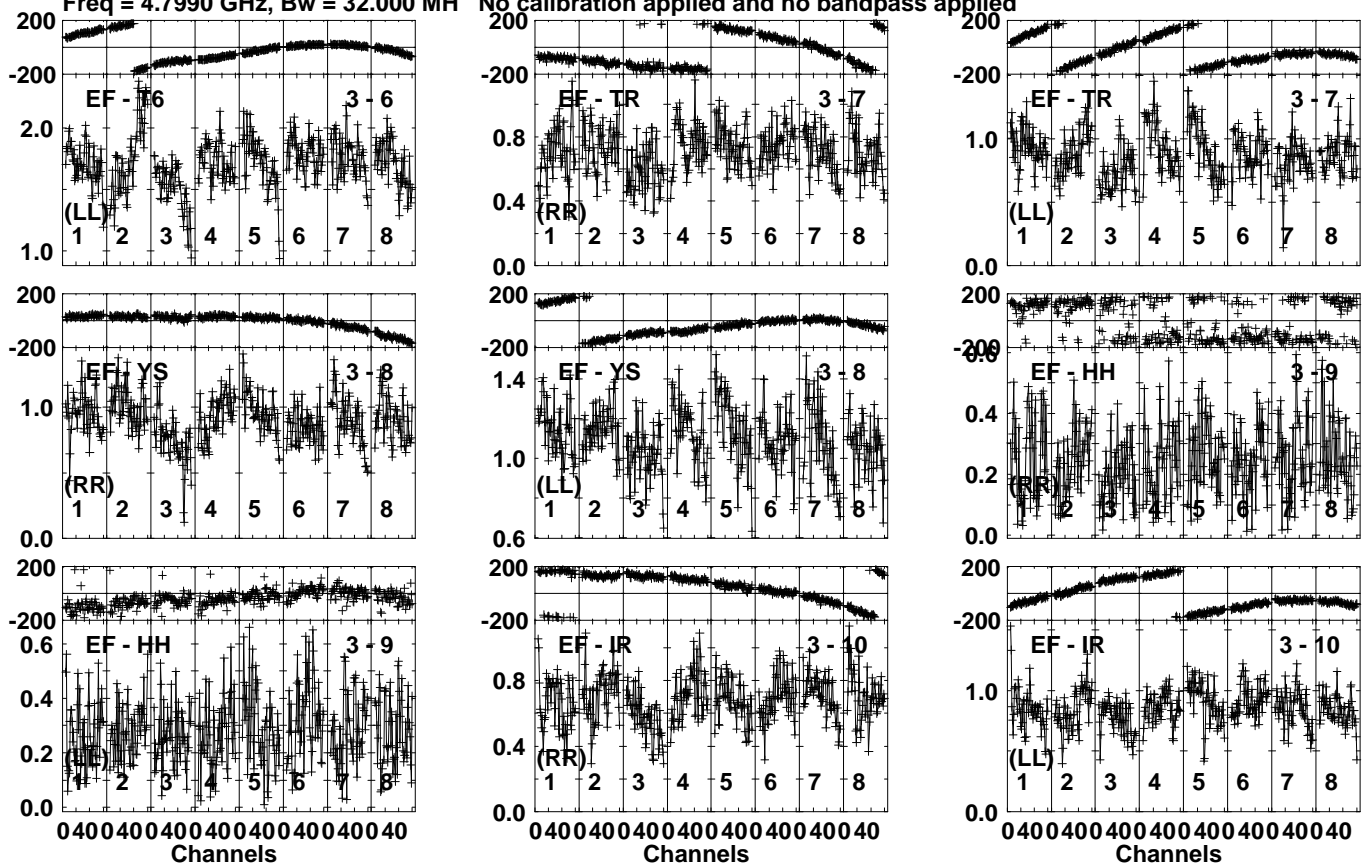 Freq = 4.7990 GHz, Bw = 32.000 MH No calibration applied and no bandpass applied
200 200 200
-200 -200 -200
EF - T6 3 - 6 EF - TR 3 - 7 EF - TR 3 - 7
2.0 0.8 1.0
(LL) 0.4 (RR) (LL)
1 2 3 4 5 6 7 8 1 2 3 4 5 6 7 8 1 2 3 4 5 6 7 8
1.0 0.0 0.0
200 200 200
-200 -200 -200
0.6
EF - YS 3 - 8 EF - YS 3 - 8 EF - HH 3 - 9
1.0 1.4 0.4
1.0 0.2
(RR) (LL) (RR)
1 2 3 4 5 6 7 8 1 2 3 4 5 6 7 8 1 2 3 4 5 6 7 8
0.0 0.6 0.0
200 200 200
-200 -200 -200
0.6 EF - HH 3 - 9 EF - IR 3 - 10 EF - IR 3 - 10
0.4 0.8 1.0
0.2 (LL) 0.4 (RR) (LL)
1 2 3 4 5 6 7 8 1 2 3 4 5 6 7 8 1 2 3 4 5 6 7 8
0.0 0.0 0.0
0 40 0 40 0 40 0 40 0 40 0 40 0 40 0 40 0 40 0 40 0 40 0 40 0 40 0 40 0 40 0 40 0 40 0 40 0 40 0 40 0 40 0 40 0 40 0 40
Channels Channels Channels